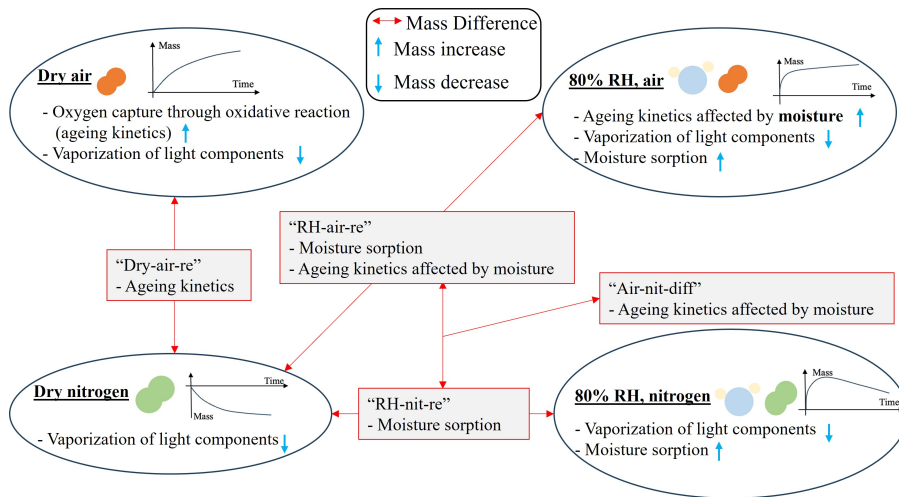 Mass Difference
Mass increase
Mass decrease
Dry air
Mass
Time
- Oxygen capture through oxidative reaction
(ageing kinetics)
- Vaporization of light components
80% RH, air
Mass
Time
- Ageing kinetics affected by moisture
- Vaporization of light components
- Moisture sorption
“RH-air-re”
- Moisture sorption
- Ageing kinetics affected by moisture
“Dry-air-re”
- Ageing kinetics
“Air-nit-diff”
- Ageing kinetics affected by moisture
Dry nitrogen
Time
Mass
- Vaporization of light components
“RH-nit-re”
- Moisture sorption
80% RH, nitrogen
Mass
Time
- Vaporization of light components
- Moisture sorption